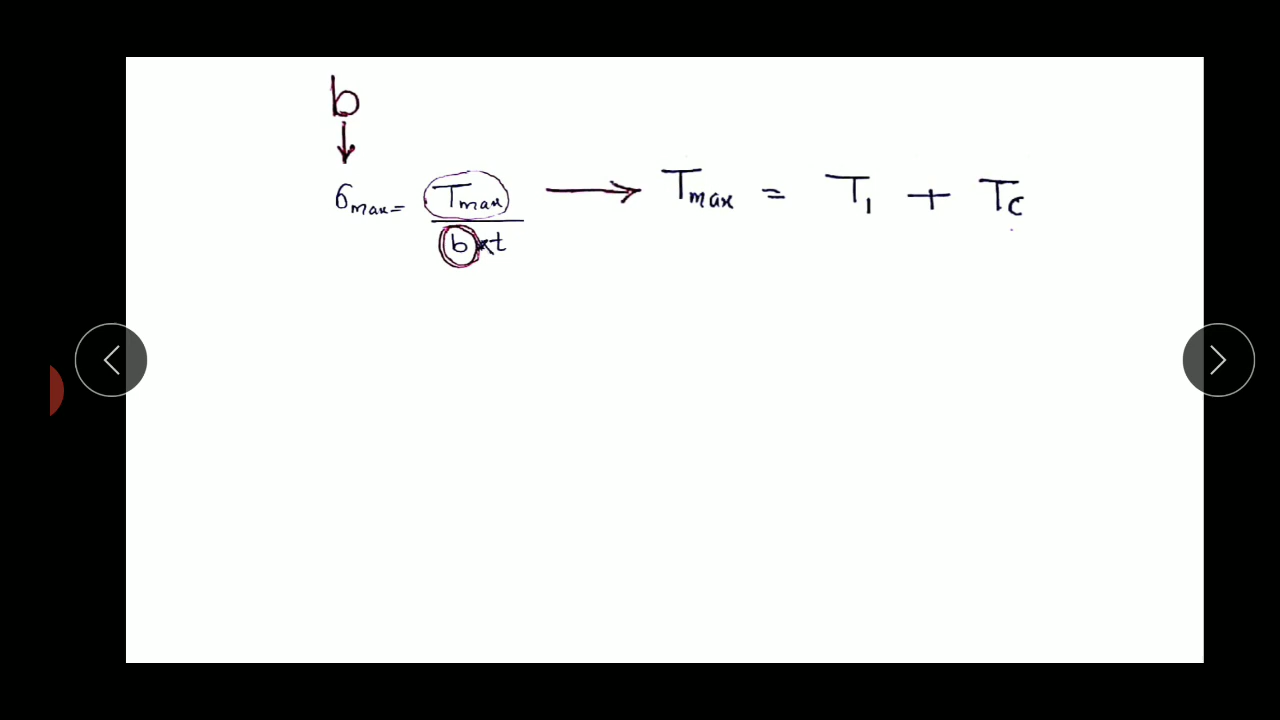 b
↓
σmax = Tmax / b*t → Tmax = T1 + Tc